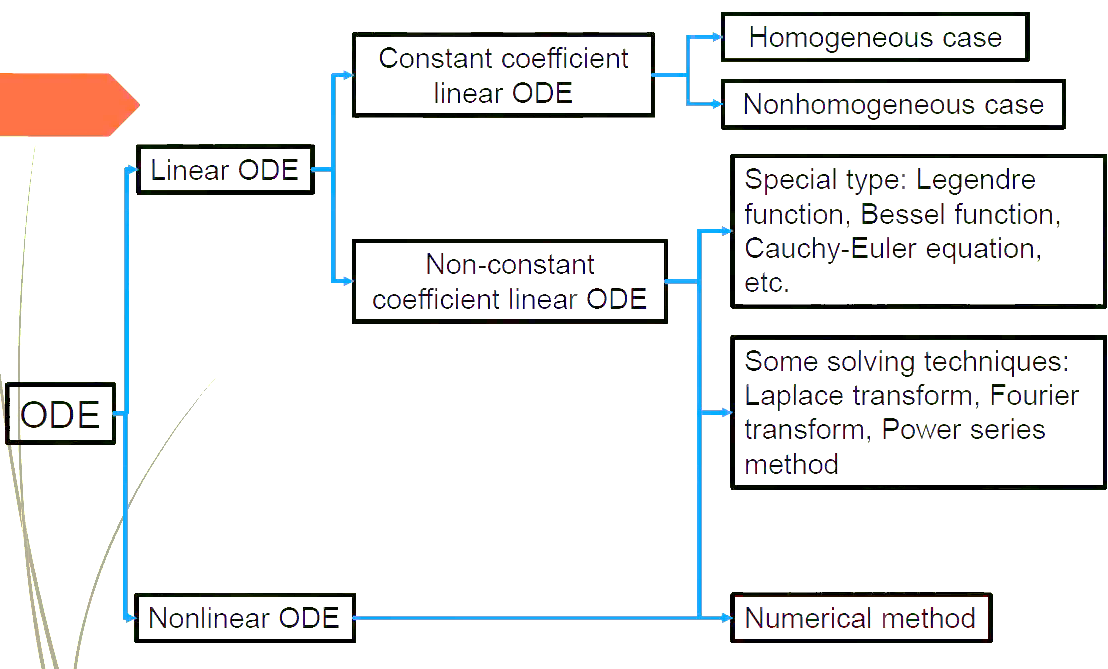 Constant coefficient
linear ODE
Homogeneous case
Nonhomogeneous case
Linear ODE
Special type: Legendre
function, Bessel function,
Cauchy-Euler equation,
etc.
Non-constant
coefficient linear ODE
Some solving techniques:
Laplace transform, Fourier
transform, Power series
method
ODE
Nonlinear ODE
Numerical method